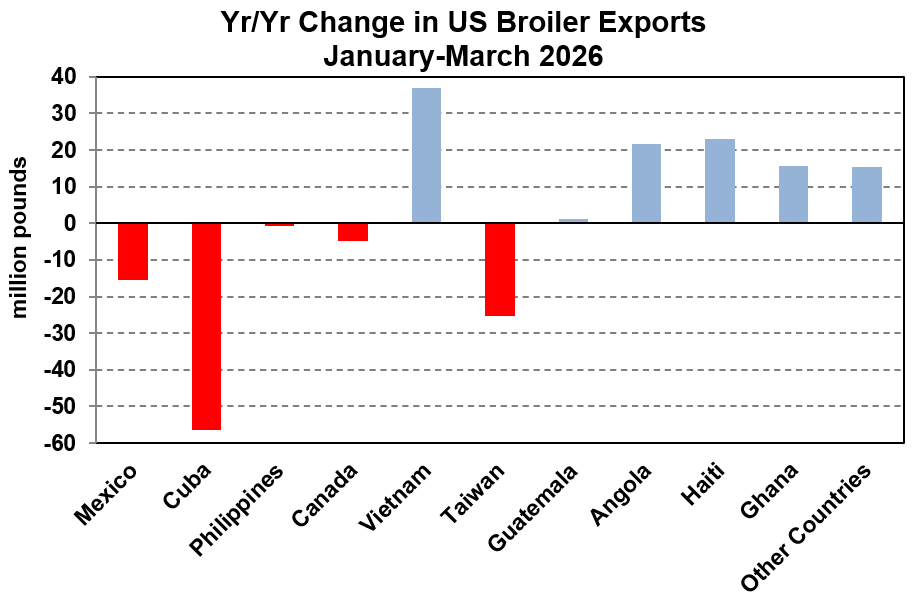 Yr/Yr Change in US Broiler Exports
January-March 2026
million pounds
40
30
20
10
0
-10
-20
-30
-40
-50
-60
Mexico
Cuba
Philippines
Canada
Vietnam
Taiwan
Guatemala
Angola
Haiti
Ghana
Other Countries